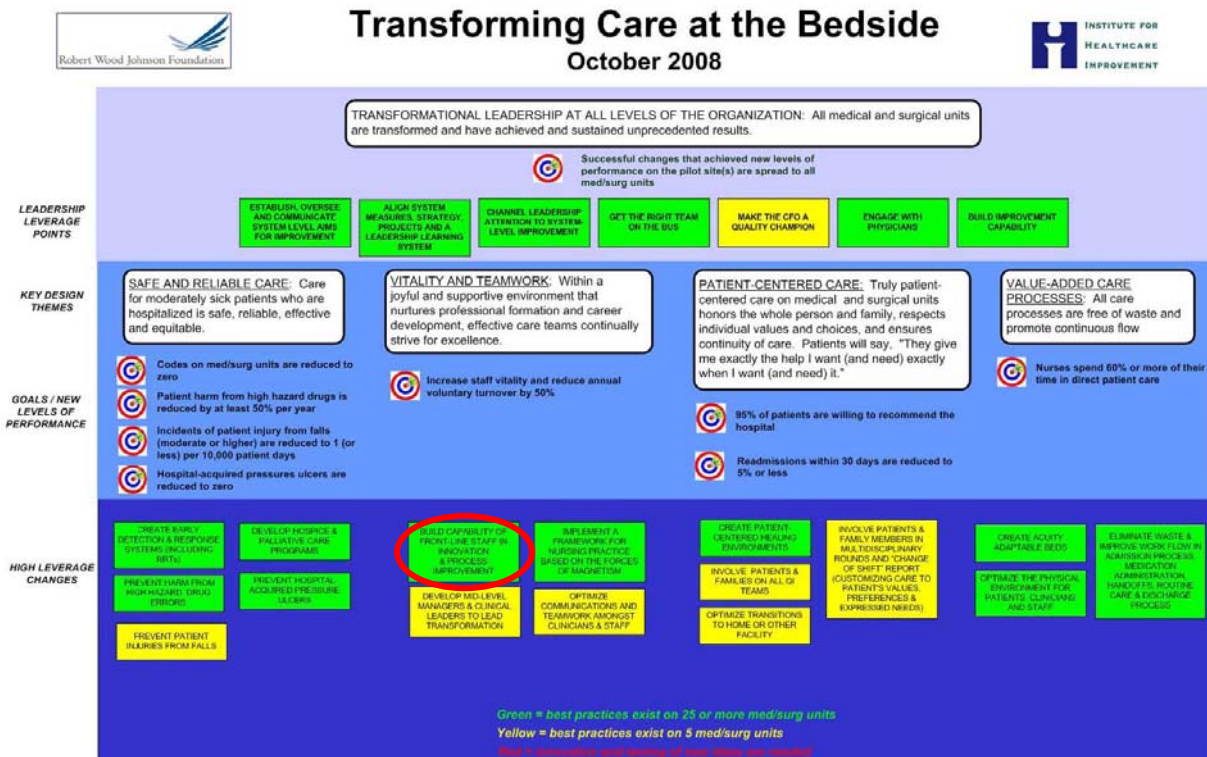 Transforming Care at the Bedside
October 2008
Robert Wood Johnson Foundation
INSTITUTE FOR
HEALTHCARE
IMPROVEMENT
TRANSFORMATIONAL LEADERSHIP AT ALL LEVELS OF THE ORGANIZATION: All medical and surgical units
are transformed and have achieved and sustained unprecedented results.
Successful changes that achieved new levels of
performance on the pilot site(s) are spread to all
med/surg units
LEADERSHIP
LEVERAGE
POINTS
ESTABLISH, OVERSEE
AND COMMUNICATE
SYSTEM LEVEL AIMS
FOR IMPROVEMENT
ALIGN SYSTEM
MEASURES, STRATEGY,
PROJECTS AND A
LEADERSHIP LEARNING
SYSTEM
CHANNEL LEADERSHIP
ATTENTION TO SYSTEM-
LEVEL IMPROVEMENT
GET THE RIGHT TEAM
ON THE BUS
MAKE THE CFO A
QUALITY CHAMPION
ENGAGE WITH
PHYSICIANS
BUILD IMPROVEMENT
CAPABILITY
KEY DESIGN
THEMES
SAFE AND RELIABLE CARE: Care
for moderately sick patients who are
hospitalized is safe, reliable, effective
and equitable.
VITALITY AND TEAMWORK: Within a
joyful and supportive environment that
nurtures professional formation and career
development, effective care teams continually
strive for excellence.
PATIENT-CENTERED CARE: Truly patient-
centered care on medical and surgical units
honors the whole person and family, respects
individual values and choices, and ensures
continuity of care. Patients will say, "They give
me exactly the help I want (and need) exactly
when I want (and need) it."
VALUE-ADDED CARE
PROCESSES: All care
processes are free of waste and
promote continuous flow
GOALS / NEW
LEVELS OF
PERFORMANCE
Codes on med/surg units are reduced to
zero
Patient harm from high hazard drugs is
reduced by at least 50% per year
Incidents of patient injury from falls
(moderate or higher) are reduced to 1 (or
less) per 10,000 patient days
Hospital-acquired pressures ulcers are
reduced to zero
Increase staff vitality and reduce annual
voluntary turnover by 50%
95% of patients are willing to recommend the
hospital
Readmissions within 30 days are reduced to
5% or less
Nurses spend 60% or more of their
time in direct patient care
HIGH LEVERAGE
CHANGES
CREATE EARLY
DETECTION & RESPONSE
SYSTEMS (INCLUDING
RRTs)
DEVELOP HOSPICE &
PALLIATIVE CARE
PROGRAMS
PREVENT HARM FROM
HIGH HAZARD DRUG
ERRORS
PREVENT HOSPITAL-
ACQUIRED PRESSURE
ULCERS
PREVENT PATIENT
INJURIES FROM FALLS
BUILD CAPABILITY OF
FRONT-LINE STAFF IN
INNOVATION
& PROCESS
IMPROVEMENT
IMPLEMENT A
FRAMEWORK FOR
NURSING PRACTICE
BASED ON THE FORCES
OF MAGNETISM
DEVELOP MID-LEVEL
MANAGERS & CLINICAL
LEADERS TO LEAD
TRANSFORMATION
OPTIMIZE
COMMUNICATIONS AND
TEAMWORK AMONGST
CLINICIANS & STAFF
CREATE PATIENT-
CENTERED HEALING
ENVIRONMENTS
INVOLVE PATIENTS &
FAMILIES ON ALL QI
TEAMS
OPTIMIZE TRANSITIONS
TO HOME OR OTHER
FACILITY
INVOLVE PATIENTS &
FAMILY MEMBERS IN
MULTIDISCIPLINARY
ROUNDS AND "CHANGE
OF SHIFT" REPORT
(CUSTOMIZING CARE TO
PATIENT'S VALUES,
PREFERENCES &
EXPRESSED NEEDS)
CREATE ACUITY
ADAPTABLE BEDS
OPTIMIZE THE PHYSICAL
ENVIRONMENT FOR
PATIENTS, CLINICIANS
AND STAFF
ELIMINATE WASTE &
IMPROVE WORK FLOW IN
ADMISSION PROCESS,
MEDICATION
ADMINISTRATION,
HANDOFFS, ROUTINE
CARE & DISCHARGE
PROCESS
Green = best practices exist on 25 or more med/surg units
Yellow = best practices exist on 5 med/surg units
Red = innovation and testing of new ideas are needed